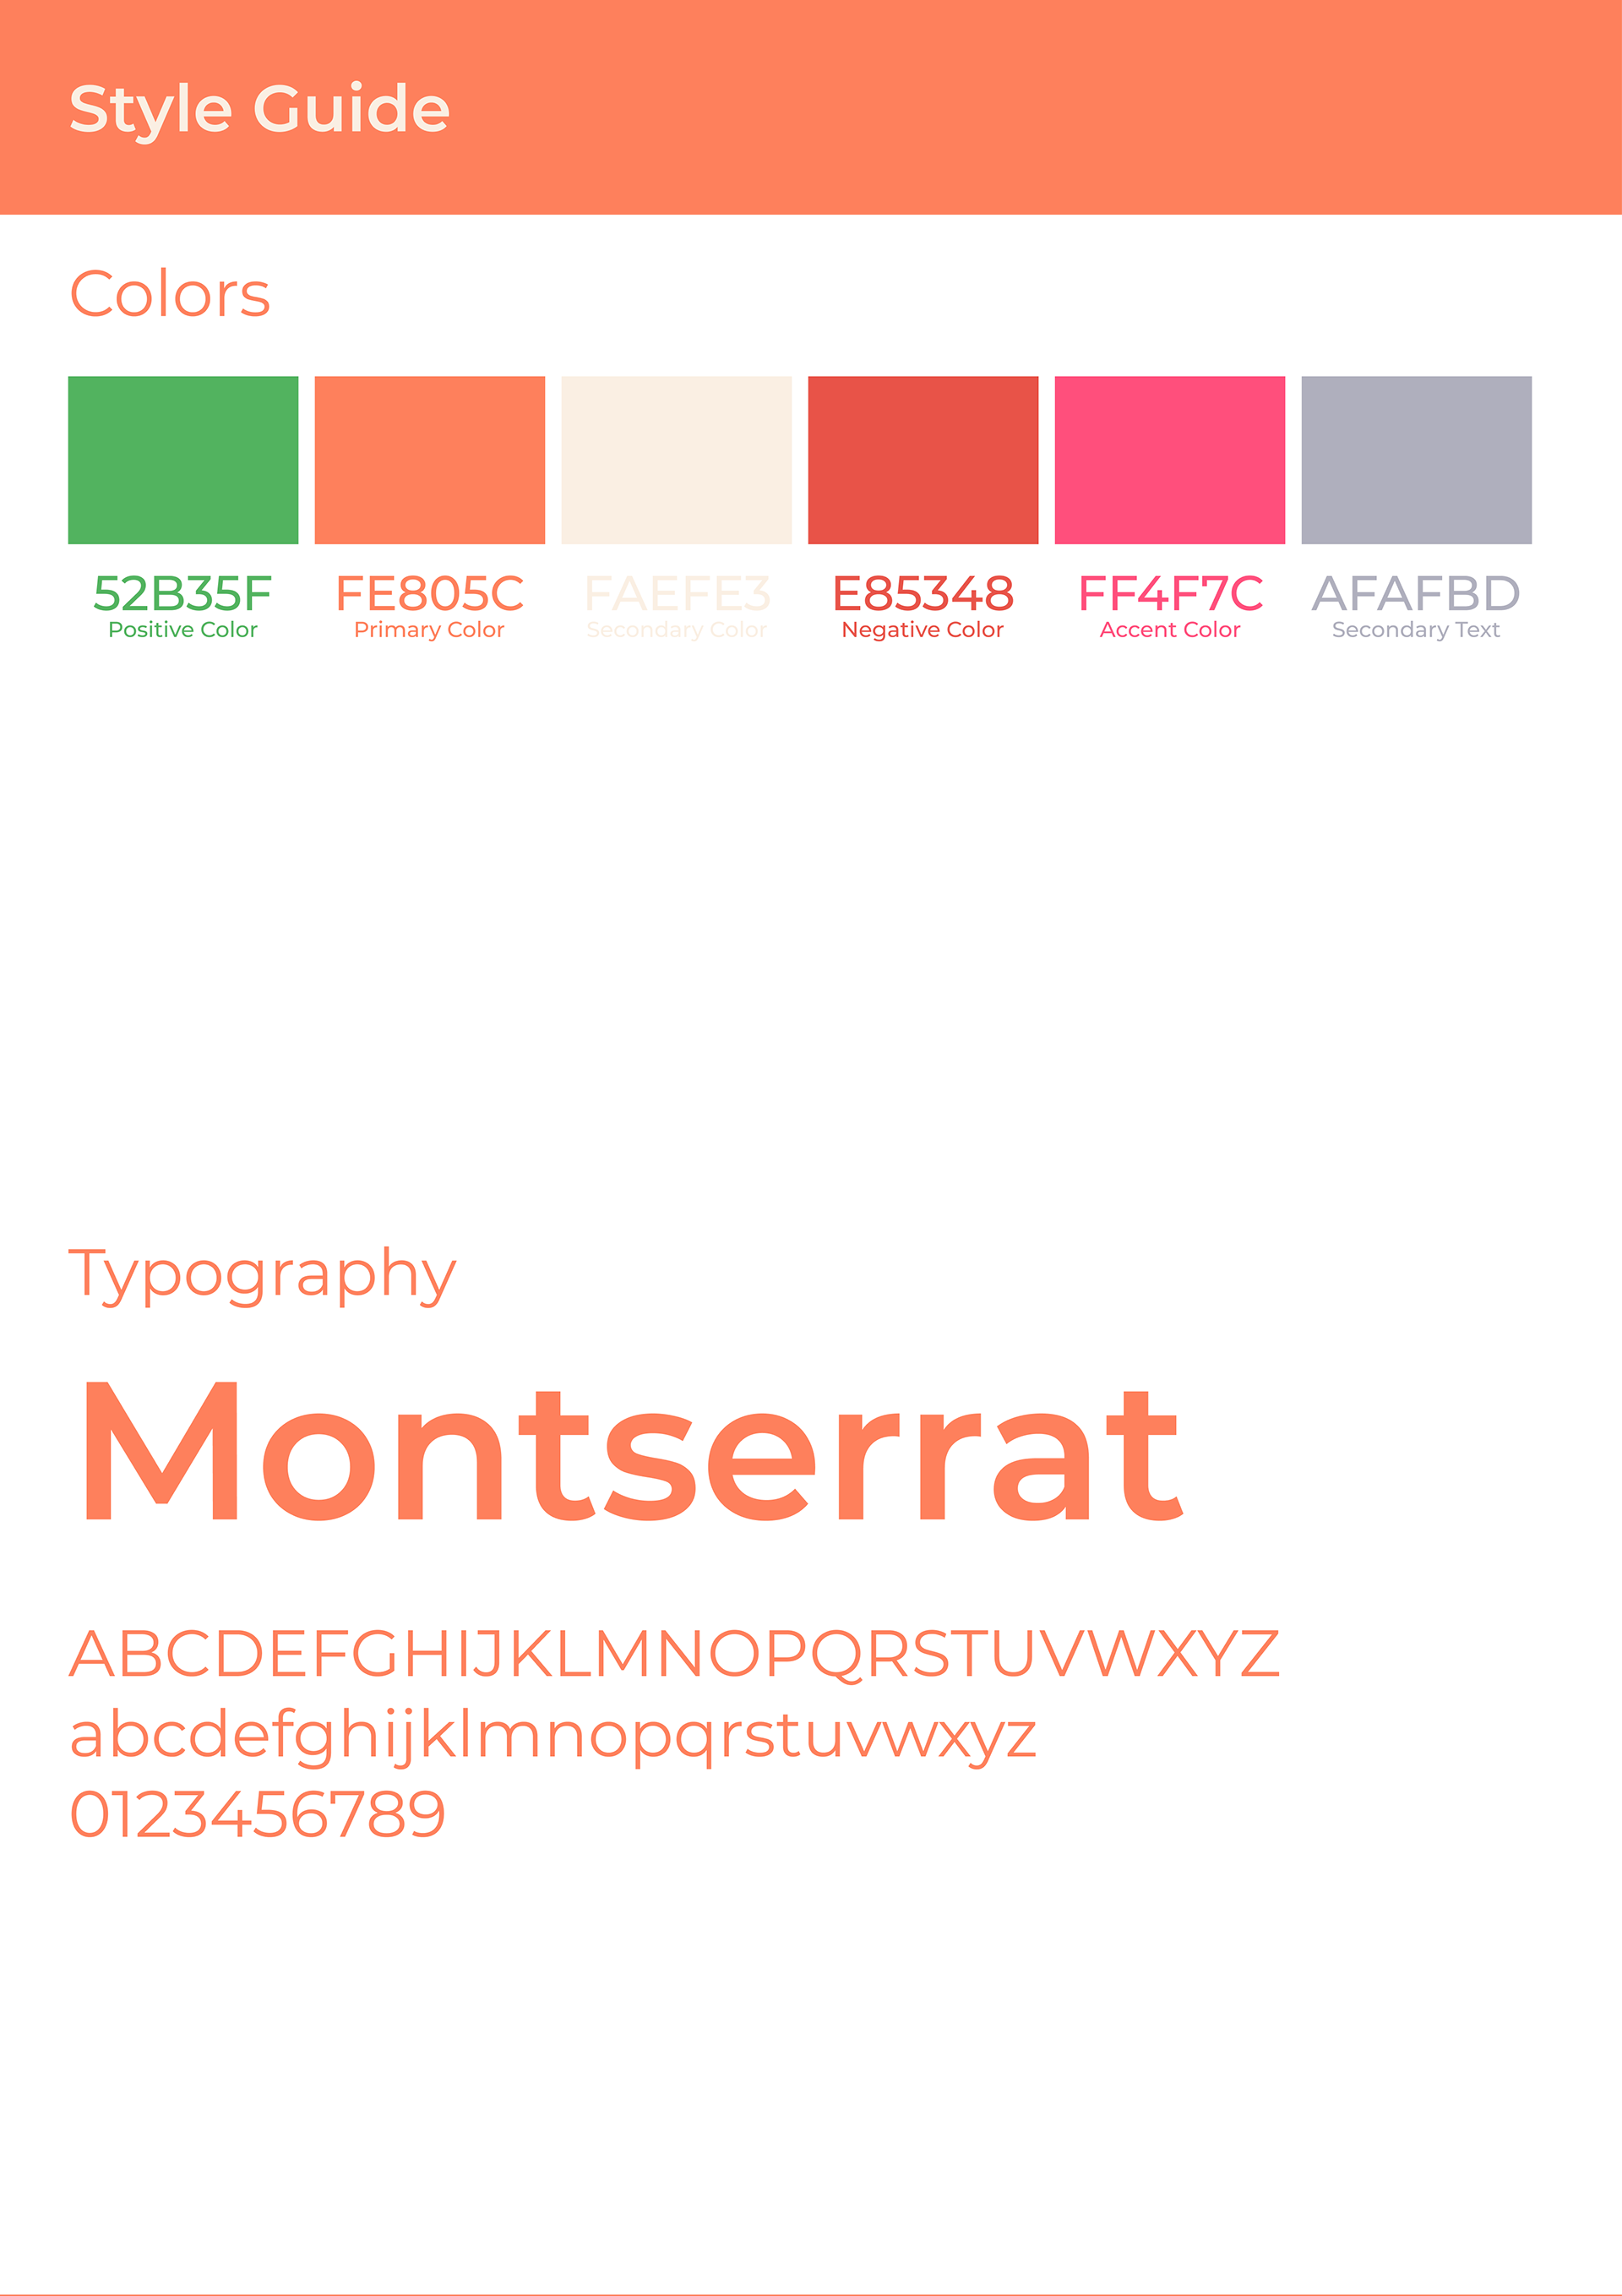 Style Guide
Colors
52B35F
Positive Color
FE805C
Primary Color
FAEFE3
Secondary Color
E85348
Negative Color
FF4F7C
Accent Color
AFAFBD
Secondary Text
Typography
Montserrat
ABCDEFGHIJKLMNOPQRSTUVWXYZ
abcdefghijklmnopqrstuvwxyz
0123456789